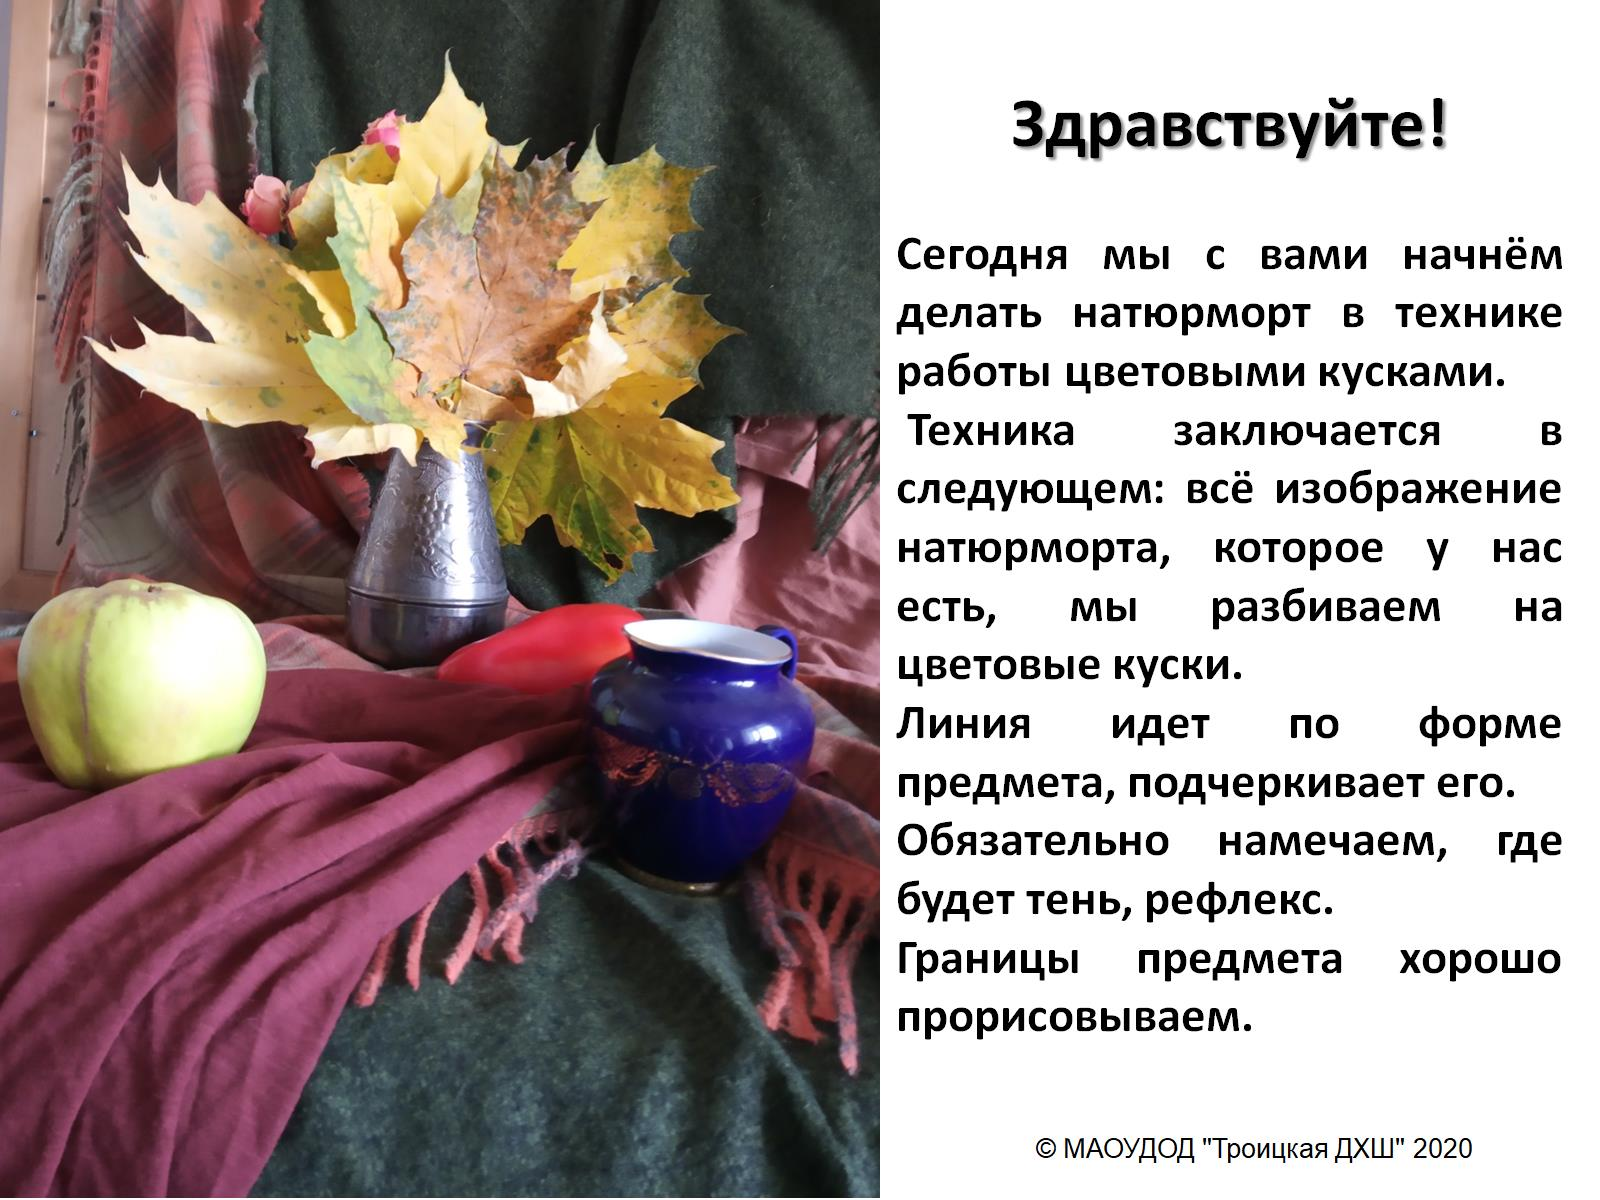 Здравствуйте!
Сегодня мы с вами начнём
делать натюрморт в технике
работы цветовыми кусками.
Техника заключается в
следующем: всё изображение
натюрморта, которое у нас
есть, мы разбиваем на
цветовые куски.
Линия идет по форме
предмета, подчеркивает его.
Обязательно намечаем, где
будет тень, рефлекс.
Границы предмета хорошо
прорисовываем.
© МАОУДОД "Троицкая ДХШ" 2020